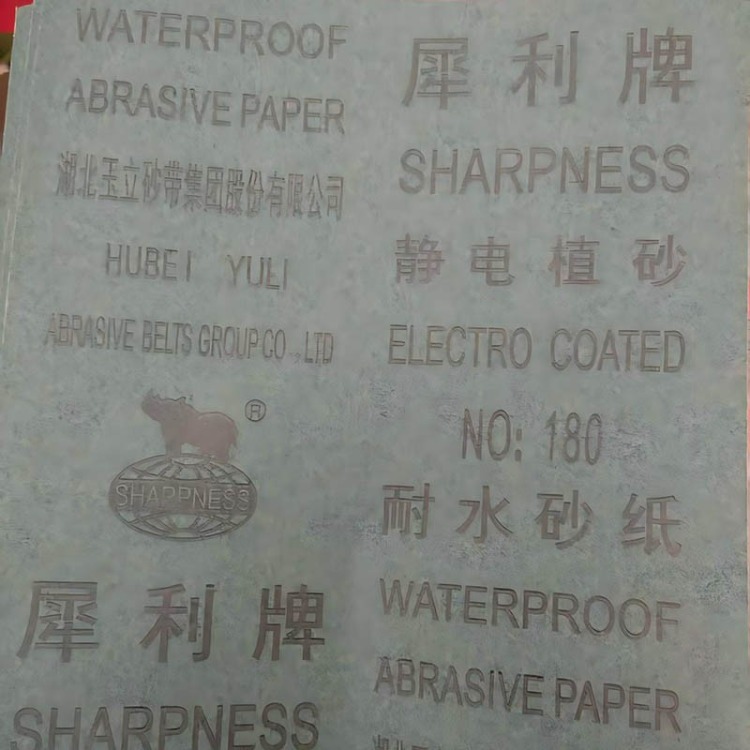 WATERPROOF
ABRASIVE PAPER
湖北玉立砂带集团股份有限公司
HUBEI YULI
ABRASIVE BELTS GROUP CO.,LTD
®
SHARPNESS
犀利牌
SHARPNESS
犀利牌
SHARPNESS
静电植砂
ELECTRO COATED
NO: 180
耐水砂纸
WATERPROOF
ABRASIVE PAPER